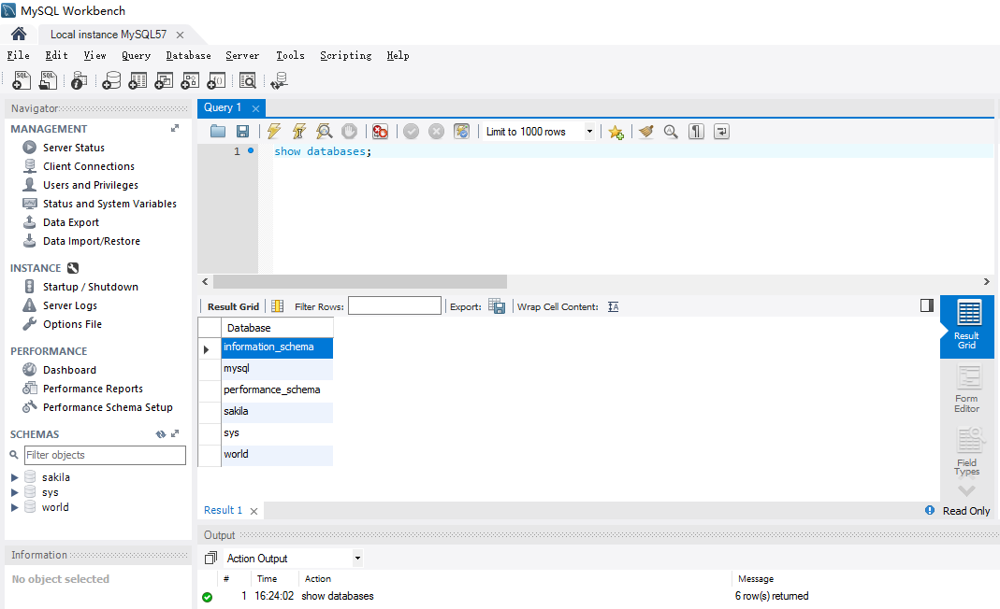 MySQL Workbench
Local instance MySQL57
File Edit View Query Database Server Tools Scripting Help
Navigator
MANAGEMENT
Server Status
Client Connections
Users and Privileges
Status and System Variables
Data Export
Data Import/Restore
INSTANCE
Startup / Shutdown
Server Logs
Options File
PERFORMANCE
Dashboard
Performance Reports
Performance Schema Setup
SCHEMAS
Filter objects
sakila
sys
world
Information
No object selected
Query 1
Limit to 1000 rows
1 show databases;
Result Grid Filter Rows: Export: Wrap Cell Content:
Database
information_schema
mysql
performance_schema
sakila
sys
world
Result
Grid
Form
Editor
Field
Types
Result 1
Read Only
Output
Action Output
# Time Action Message
1 16:24:02 show databases 6 row(s) returned